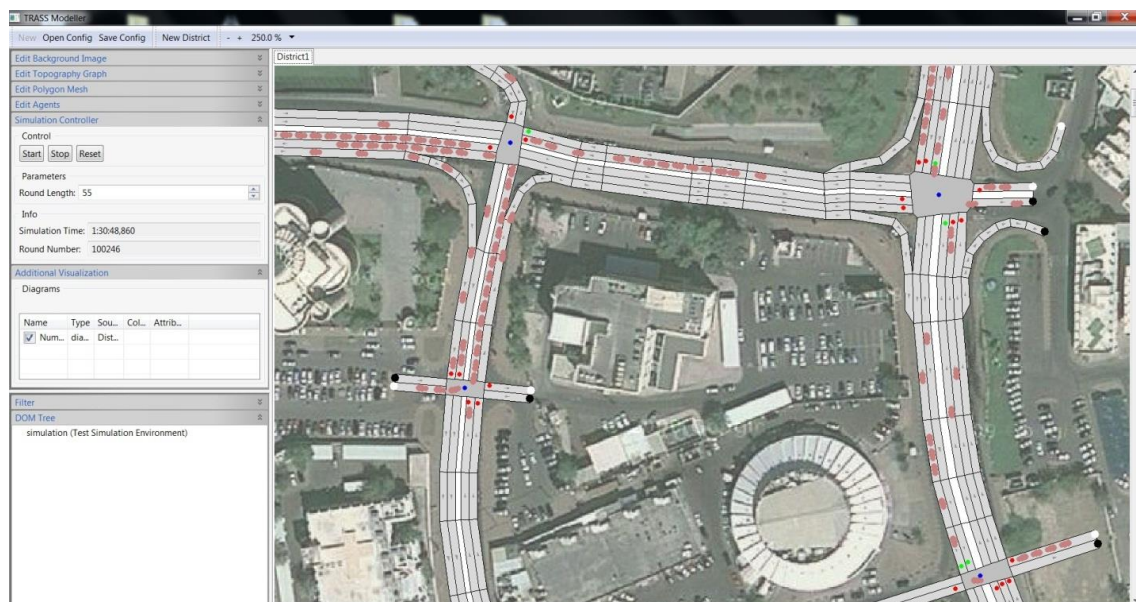 TRASS Modeller
New Open Config Save Config New District - + 250.0 %
Edit Background Image
Edit Topography Graph
Edit Polygon Mesh
Edit Agents
Simulation Controller
Control
Start Stop Reset
Parameters
Round Length: 55
Info
Simulation Time: 1:30:48,860
Round Number: 100246
Additional Visualization
Diagrams
Name Type Sou... Col... Attrib...
Num... dia... Dist...
Filter
DOM Tree
simulation (Test Simulation Environment)
District1